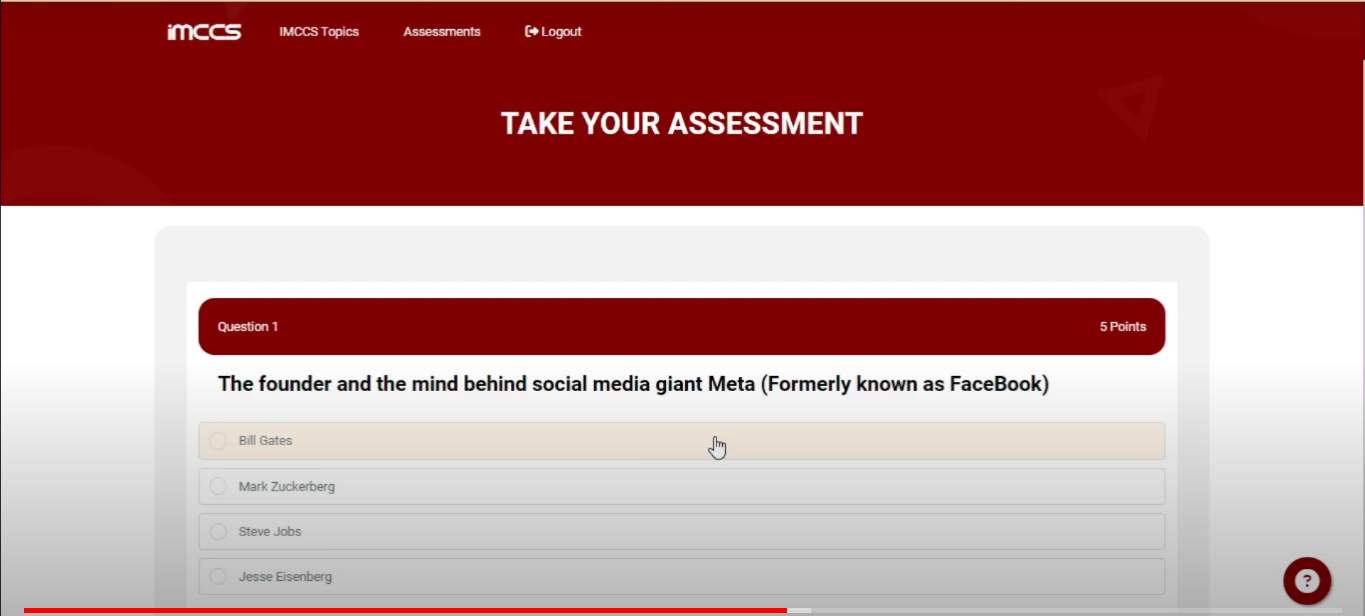 iMCCS IMCCS Topics Assessments Logout
TAKE YOUR ASSESSMENT
Question 1 5 Points
The founder and the mind behind social media giant Meta (Formerly known as FaceBook)
Bill Gates
Mark Zuckerberg
Steve Jobs
Jesse Eisenberg
?